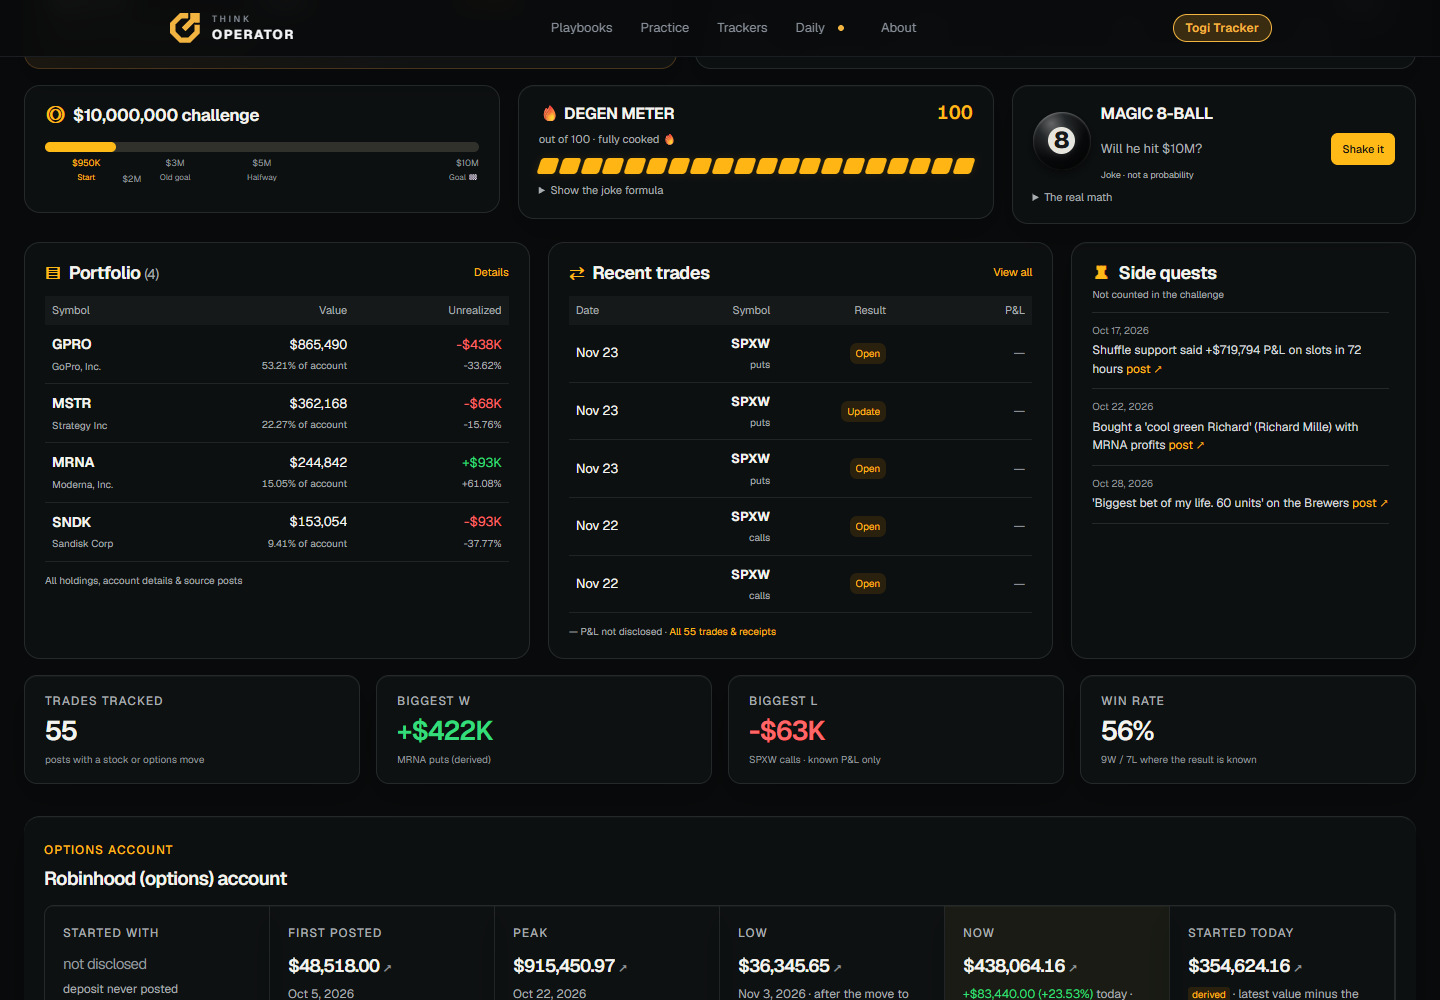 THINK
OPERATOR
Playbooks
Practice
Trackers
Daily
About
Togi Tracker
$10,000,000 challenge
$950K
Start
$2M
$3M
Old goal
$5M
Halfway
$10M
Goal
DEGEN METER
100
out of 100 · fully cooked 🔥
▶ Show the joke formula
8
MAGIC 8-BALL
Will he hit $10M?
Joke · not a probability
Shake it
▶ The real math
Portfolio (4)
Details
Symbol Value Unrealized
GPRO $865,490 -$438K
GoPro, Inc. 53.21% of account -33.62%
MSTR $362,168 -$68K
Strategy Inc 22.27% of account -15.76%
MRNA $244,842 +$93K
Moderna, Inc. 15.05% of account +61.08%
SNDK $153,054 -$93K
Sandisk Corp 9.41% of account -37.77%
All holdings, account details & source posts
Recent trades
View all
Date Symbol Result P&L
Nov 23 SPXW Open —
puts
Nov 23 SPXW Update —
puts
Nov 23 SPXW Open —
puts
Nov 22 SPXW Open —
calls
Nov 22 SPXW Open —
calls
— P&L not disclosed · All 55 trades & receipts
Side quests
Not counted in the challenge
Oct 17, 2026
Shuffle support said +$719,794 P&L on slots in 72
hours post ↗
Oct 22, 2026
Bought a 'cool green Richard' (Richard Mille) with
MRNA profits post ↗
Oct 28, 2026
'Biggest bet of my life. 60 units' on the Brewers post ↗
TRADES TRACKED
55
posts with a stock or options move
BIGGEST W
+$422K
MRNA puts (derived)
BIGGEST L
-$63K
SPXW calls · known P&L only
WIN RATE
56%
9W / 7L where the result is known
OPTIONS ACCOUNT
Robinhood (options) account
STARTED WITH
not disclosed
deposit never posted
FIRST POSTED
$48,518.00 ↗
Oct 5, 2026
PEAK
$915,450.97 ↗
Oct 22, 2026
LOW
$36,345.65 ↗
Nov 3, 2026 · after the move to
NOW
$438,064.16 ↗
+$83,440.00 (+23.53%) today ·
STARTED TODAY
$354,624.16 ↗
derived · latest value minus the